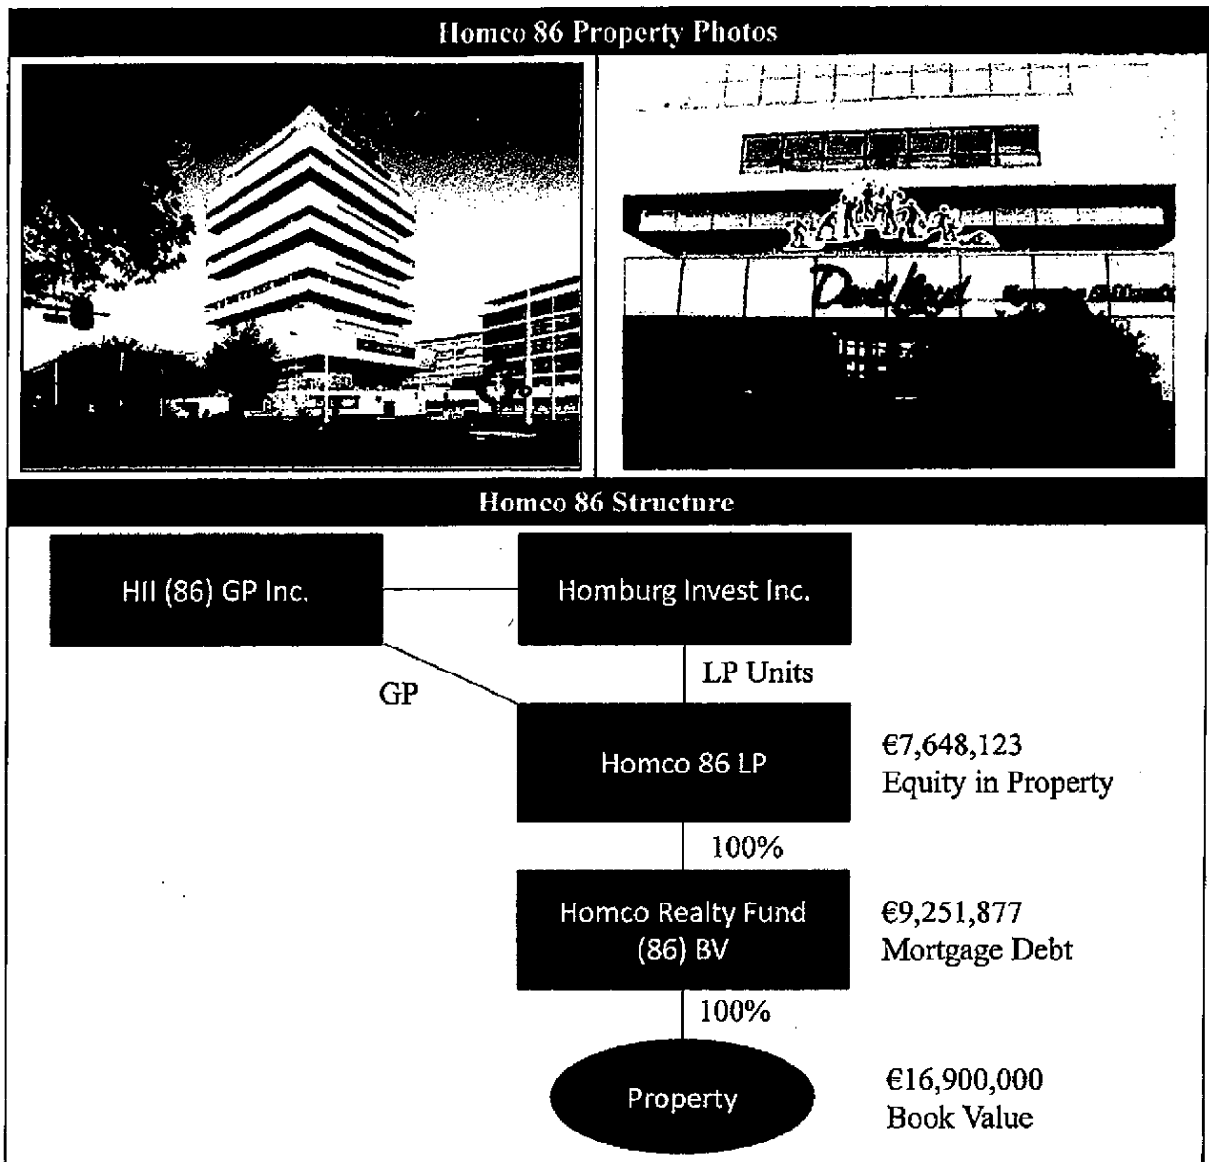 Homco 86 Property Photos
David Lloyd
Homco 86 Structure
HII (86) GP Inc.
Homburg Invest Inc.
GP
LP Units
Homco 86 LP
€7,648,123
Equity in Property
100%
Homco Realty Fund
(86) BV
€9,251,877
Mortgage Debt
100%
Property
€16,900,000
Book Value